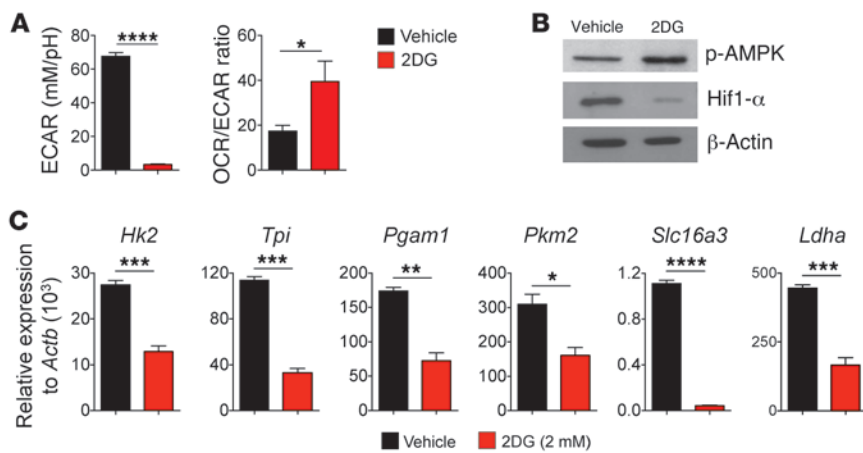 A
ECAR (mM/pH)
80
60
40
20
0
****
OCR/ECAR ratio
60
40
20
0
*
Vehicle
2DG
B
Vehicle 2DG
p-AMPK
Hif1-α
β-Actin
C
Relative expression
to Actb (10³)
Hk2
30
20
10
0
***
Tpi
120
80
40
0
***
Pgam1
200
150
100
50
0
**
Pkm2
400
300
200
100
0
*
Slc16a3
1.2
0.8
0.4
0.0
****
Ldha
500
250
0
***
Vehicle 2DG (2 mM)